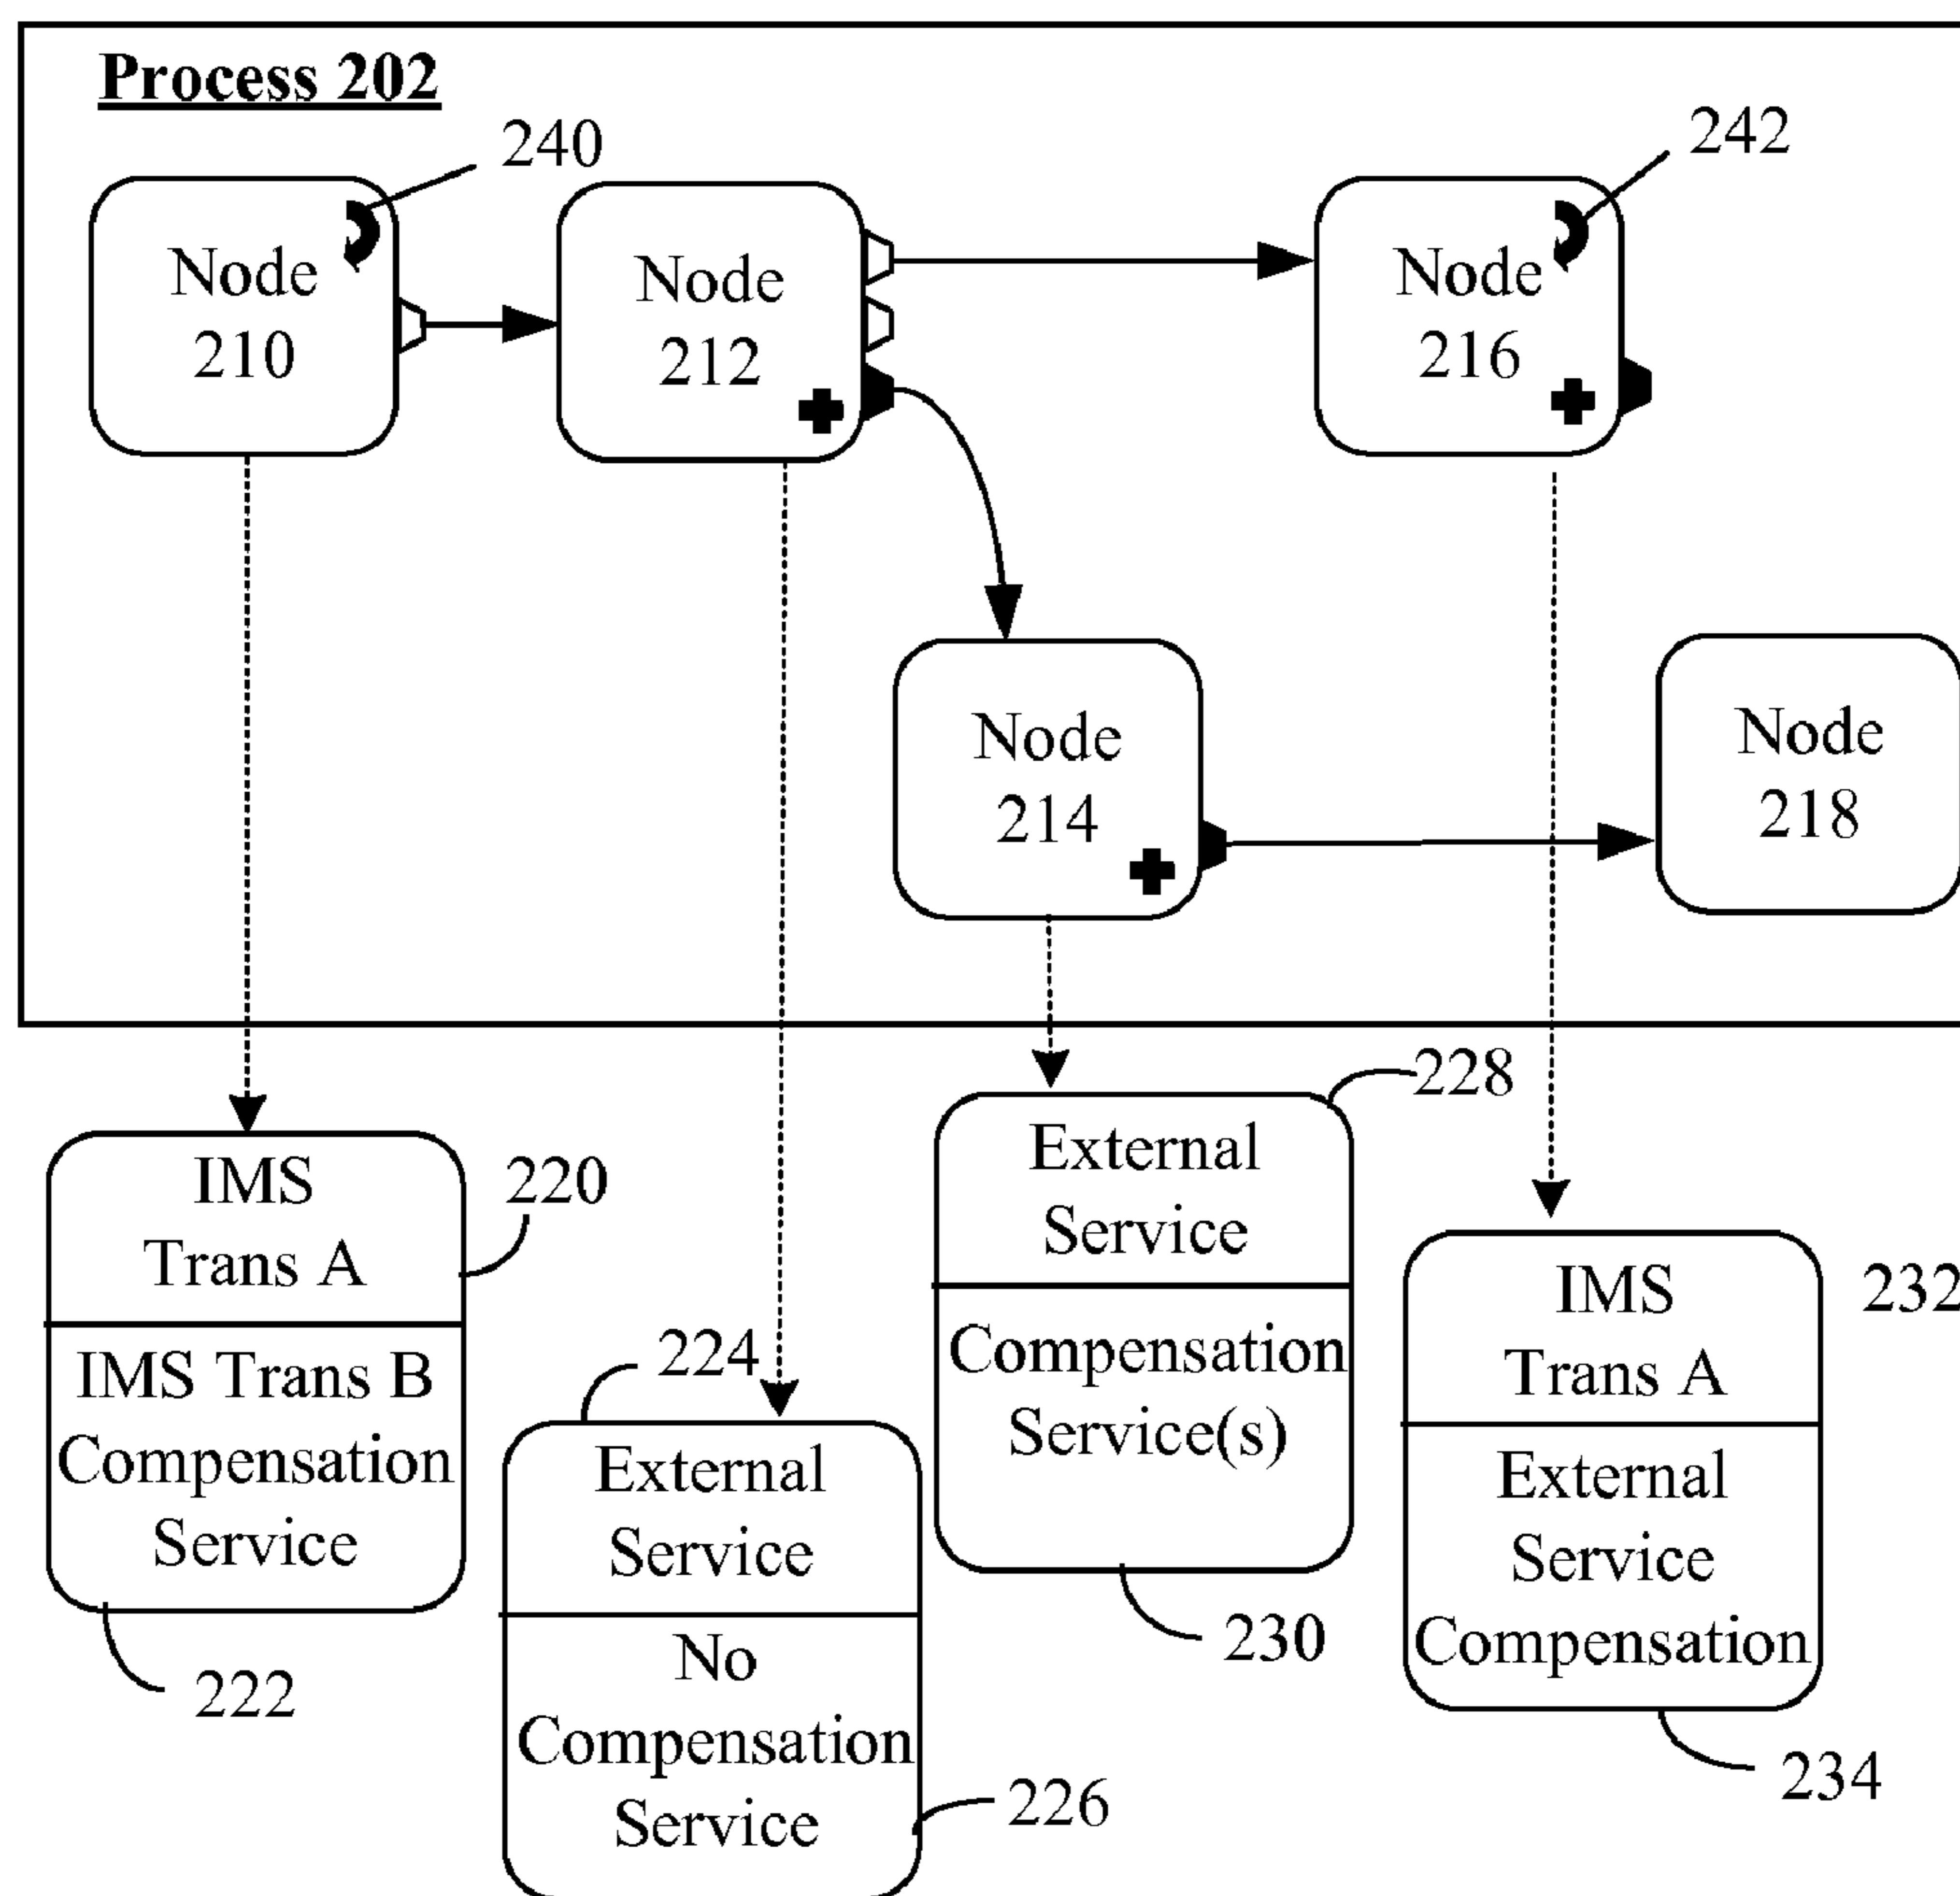 Process 202
240
242
Node
210
Node
212
Node
216
Node
214
Node
218
228
IMS
Trans A
220
IMS Trans B
Compensation
Service
222
224
External
Service
No
Compensation
Service
226
External
Service
Compensation
Service(s)
230
IMS
Trans A
232
External
Service
Compensation
234